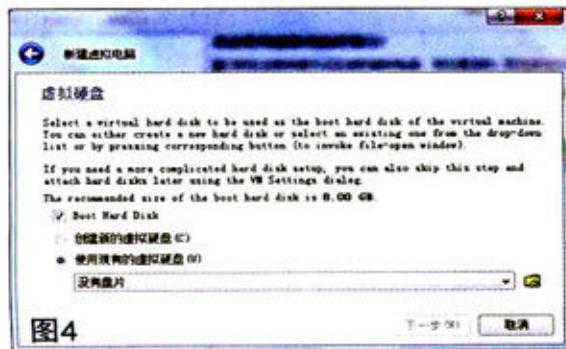 新建虚拟电脑
虚拟硬盘
Select a virtual hard disk to be used as the boot hard disk of the virtual machine.
You can either create a new hard disk or select an existing one from the drop-down
list or by pressing corresponding button (to invoke file-open window).
If you need a more complicated hard disk setup, you can also skip this step and
attach hard disks later using the VM Settings dialog.
The recommended size of the boot hard disk is 8.00 GB.
Boot Hard Disk
创建新的虚拟硬盘(C)
使用现有的虚拟硬盘(U)
没有盘片
下一步(N) 取消
图4